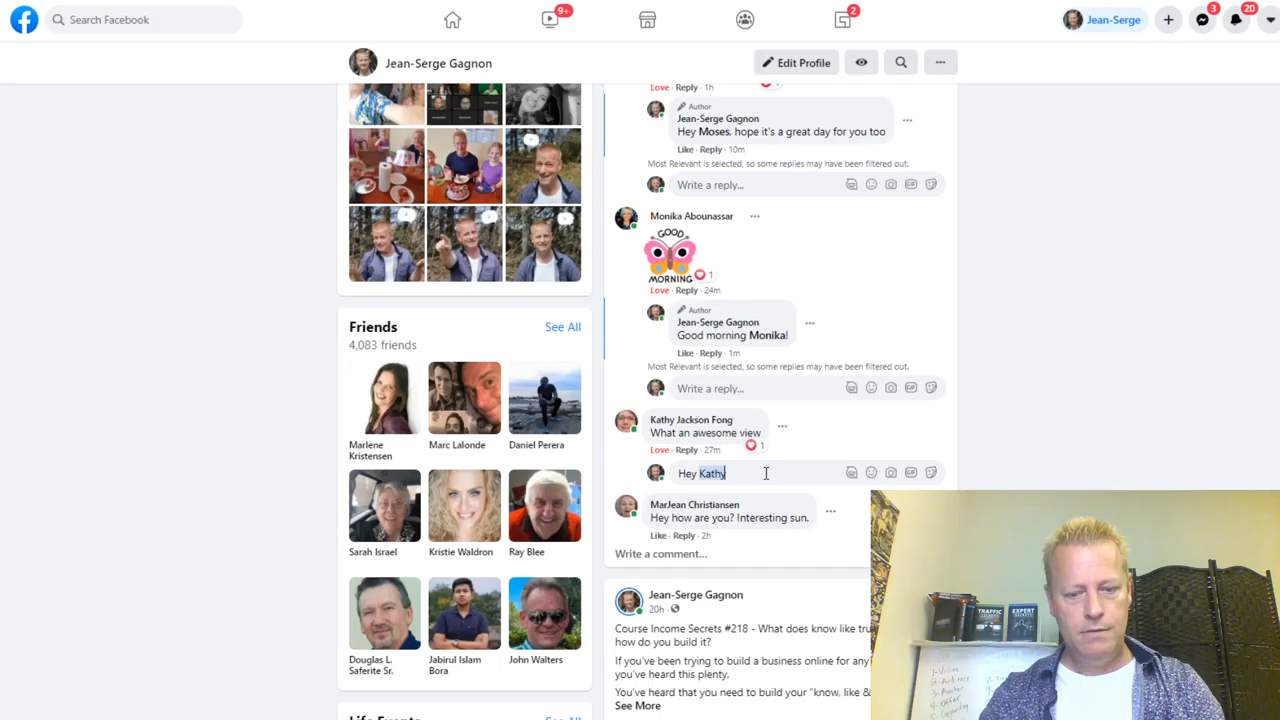 Search Facebook
9+
2
Jean-Serge
3
20
Jean-Serge Gagnon
Edit Profile
Love · Reply · 1h
Author
Jean-Serge Gagnon
Hey Moses, hope it's a great day for you too
Like · Reply · 10m
Most Relevant is selected, so some replies may have been filtered out.
Write a reply...
Monika Abounassar
GOOD
MORNING
1
Love · Reply · 24m
Author
Jean-Serge Gagnon
Good morning Monika!
Like · Reply · 1m
Most Relevant is selected, so some replies may have been filtered out.
Write a reply...
Kathy Jackson Fong
What an awesome view
1
Love · Reply · 27m
Hey Kathy
MarJean Christiansen
Hey how are you? Interesting sun.
Like · Reply · 2h
Write a comment...
Jean-Serge Gagnon
20h ·
Course Income Secrets #218 - What does know like tru
how do you build it?
If you've been trying to build a business online for any
you've heard this plenty.
You've heard that you need to build your "know, like &
See More
Friends
See All
4,083 friends
Marlene
Kristensen
Marc Lalonde
Daniel Perera
Sarah Israel
Kristie Waldron
Ray Blee
Douglas L.
Saferite Sr.
Jabirul Islam
Bora
John Walters
Life Events
See All
TRAFFIC
SECRETS
EXPERT
SECRETS